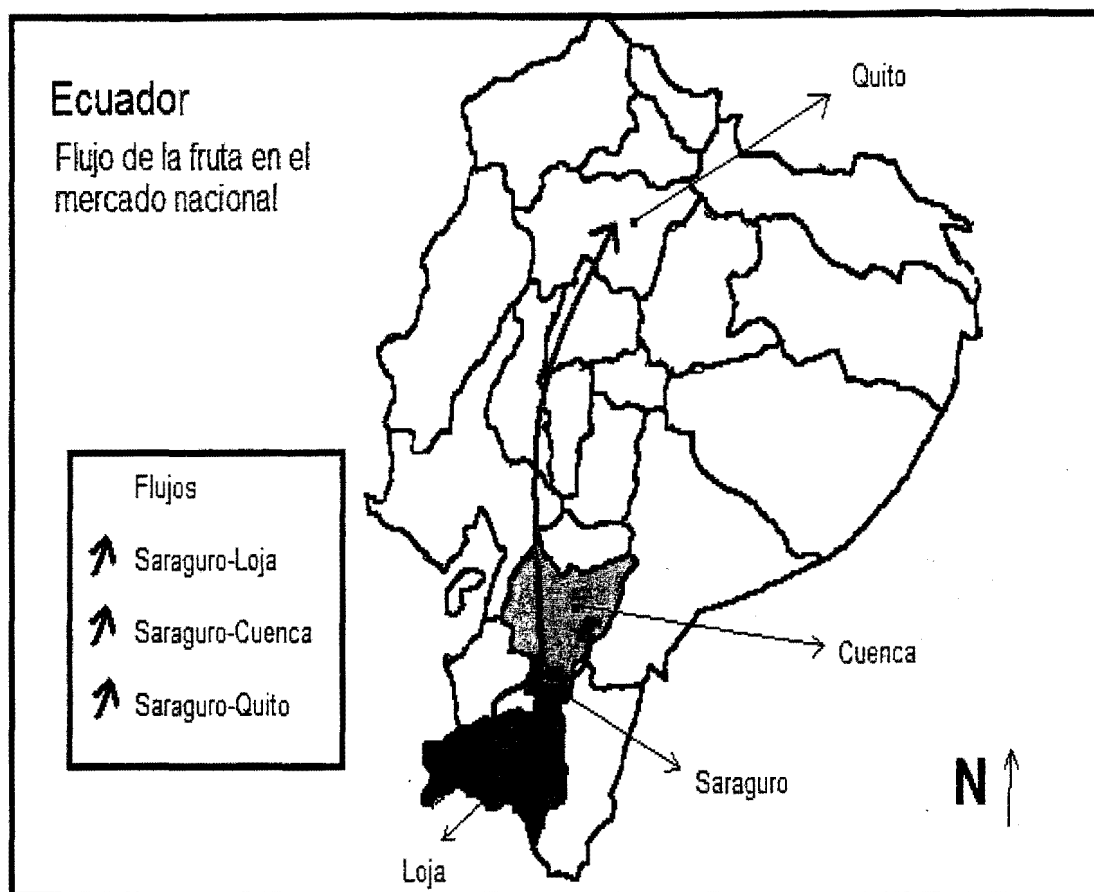 Ecuador
Flujo de la fruta en el
mercado nacional
Quito
Flujos
Saraguro-Loja
Saraguro-Cuenca
Saraguro-Quito
Cuenca
Saraguro
N
Loja